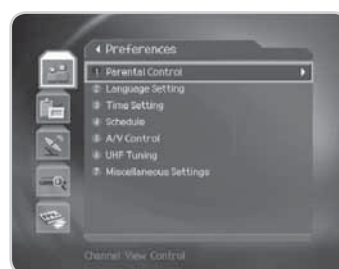 Preferences
1 Parental Control
2 Language Setting
3 Time Setting
4 Schedule
5 A/V Control
6 UHF Tuning
7 Miscellaneous Settings
Channel View Control